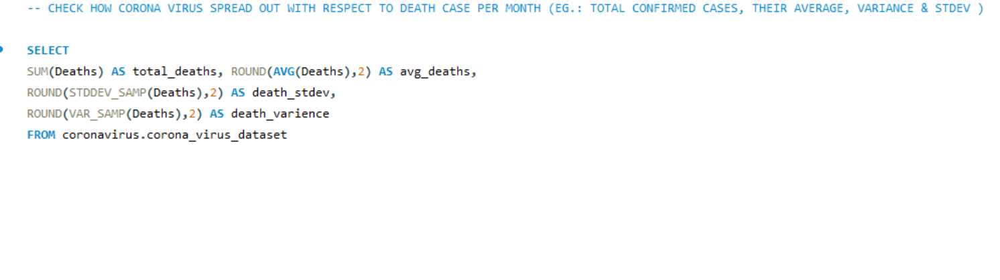 -- CHECK HOW CORONA VIRUS SPREAD OUT WITH RESPECT TO DEATH CASE PER MONTH (EG.: TOTAL CONFIRMED CASES, THEIR AVERAGE, VARIANCE & STDEV )
SELECT
SUM(Deaths) AS total_deaths, ROUND(AVG(Deaths),2) AS avg_deaths,
ROUND(STDDEV_SAMP(Deaths),2) AS death_stdev,
ROUND(VAR_SAMP(Deaths),2) AS death_varience
FROM coronavirus.corona_virus_dataset